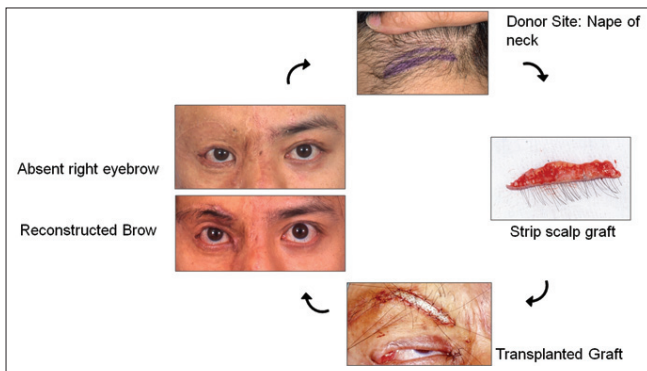 Donor Site: Nape of
neck
Absent right eyebrow
Reconstructed Brow
Strip scalp graft
Transplanted Graft